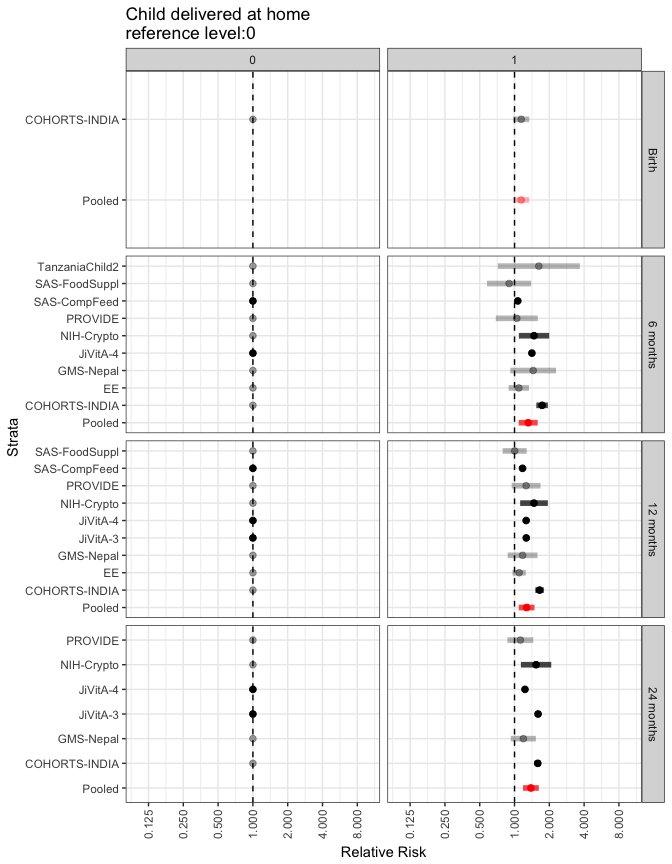 Child delivered at home
reference level:0
0
1
COHORTS-INDIA
Pooled
Birth
TanzaniaChild2
SAS-FoodSuppl
SAS-CompFeed
PROVIDE
NIH-Crypto
JiVitA-4
GMS-Nepal
EE
COHORTS-INDIA
Pooled
6 months
SAS-FoodSuppl
SAS-CompFeed
PROVIDE
NIH-Crypto
JiVitA-4
JiVitA-3
GMS-Nepal
EE
COHORTS-INDIA
Pooled
12 months
PROVIDE
NIH-Crypto
JiVitA-4
JiVitA-3
GMS-Nepal
COHORTS-INDIA
Pooled
24 months
Strata
0.125 0.250 0.500 1.000 2.000 4.000 8.000 0.125 0.250 0.500 1.000 2.000 4.000 8.000
Relative Risk